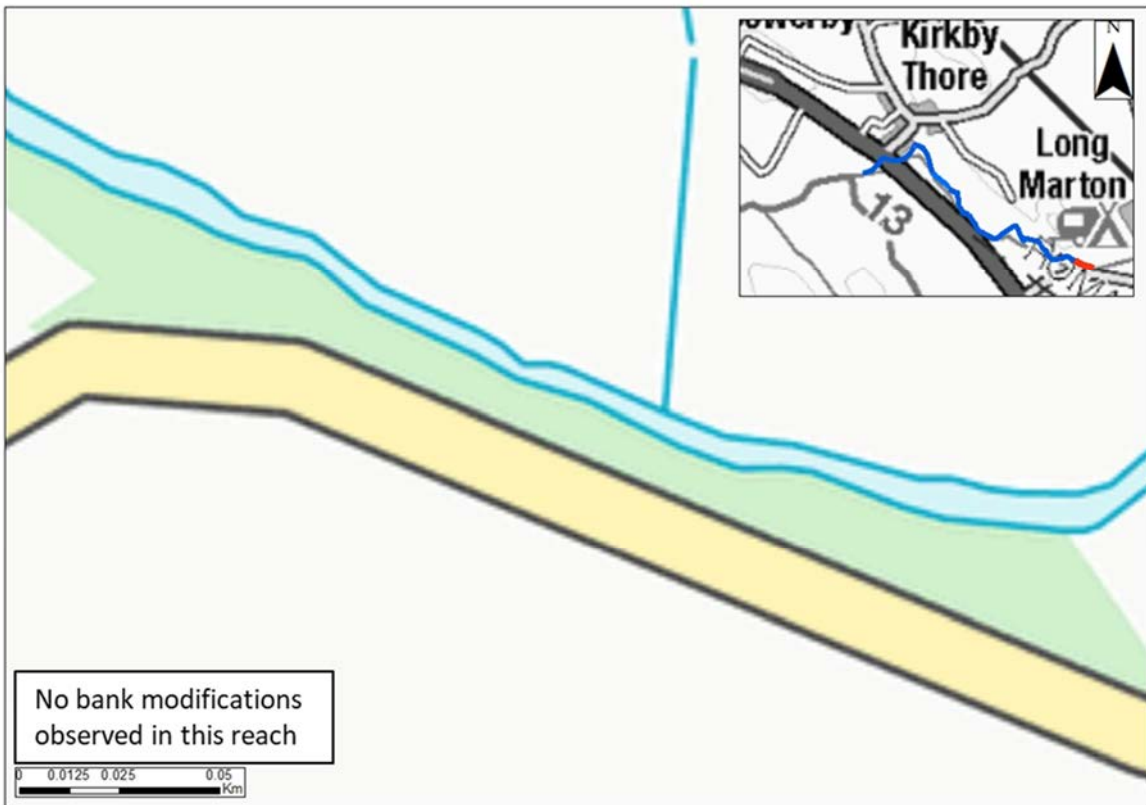 Kirkby
Thore
N
Long
Marton
13
No bank modifications
observed in this reach
0 0.0125 0.025 0.05
Km